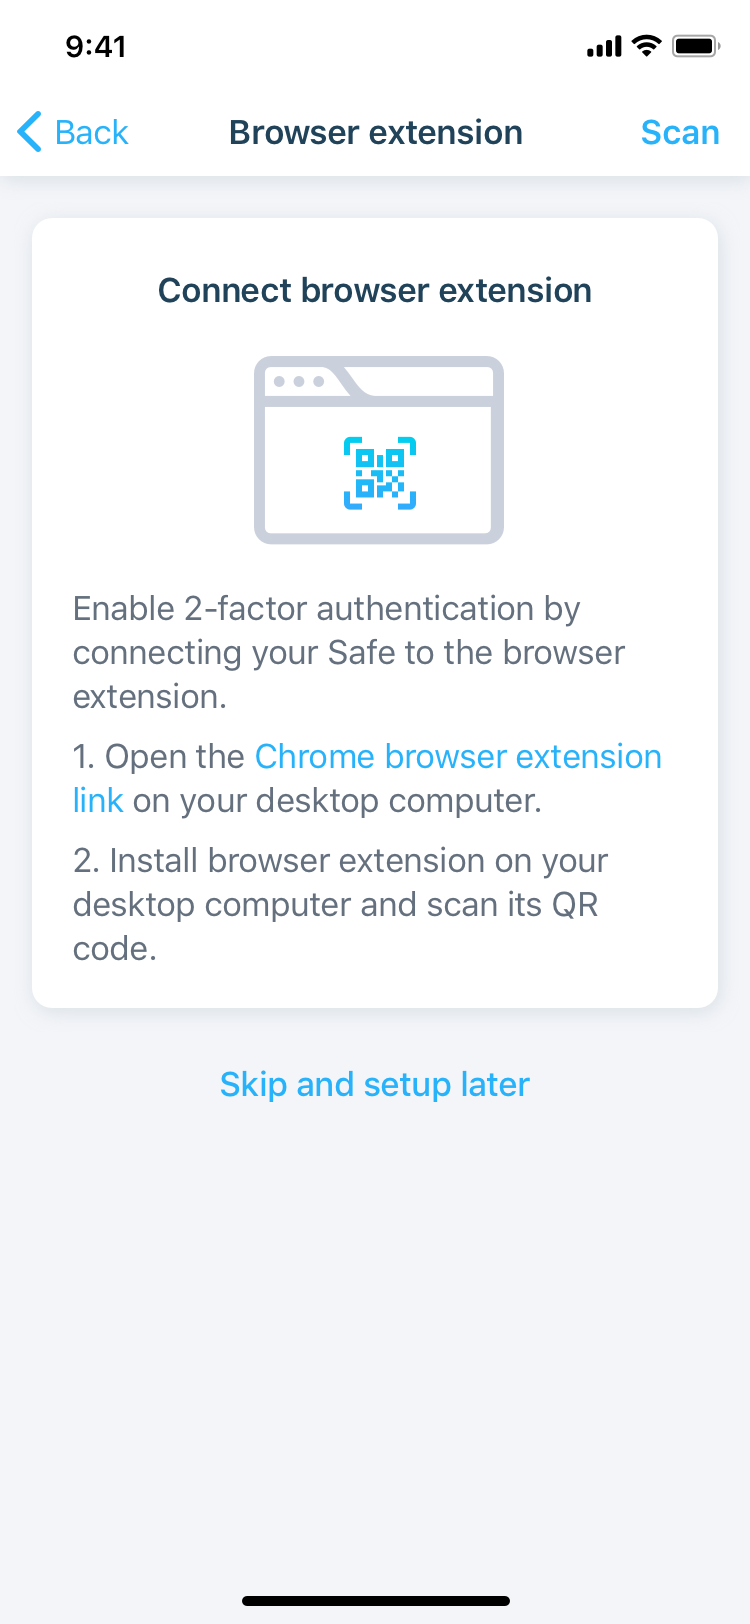 9:41
Back
Browser extension
Scan
Connect browser extension
Enable 2-factor authentication by
connecting your Safe to the browser
extension.
1. Open the Chrome browser extension
link on your desktop computer.
2. Install browser extension on your
desktop computer and scan its QR
code.
Skip and setup later